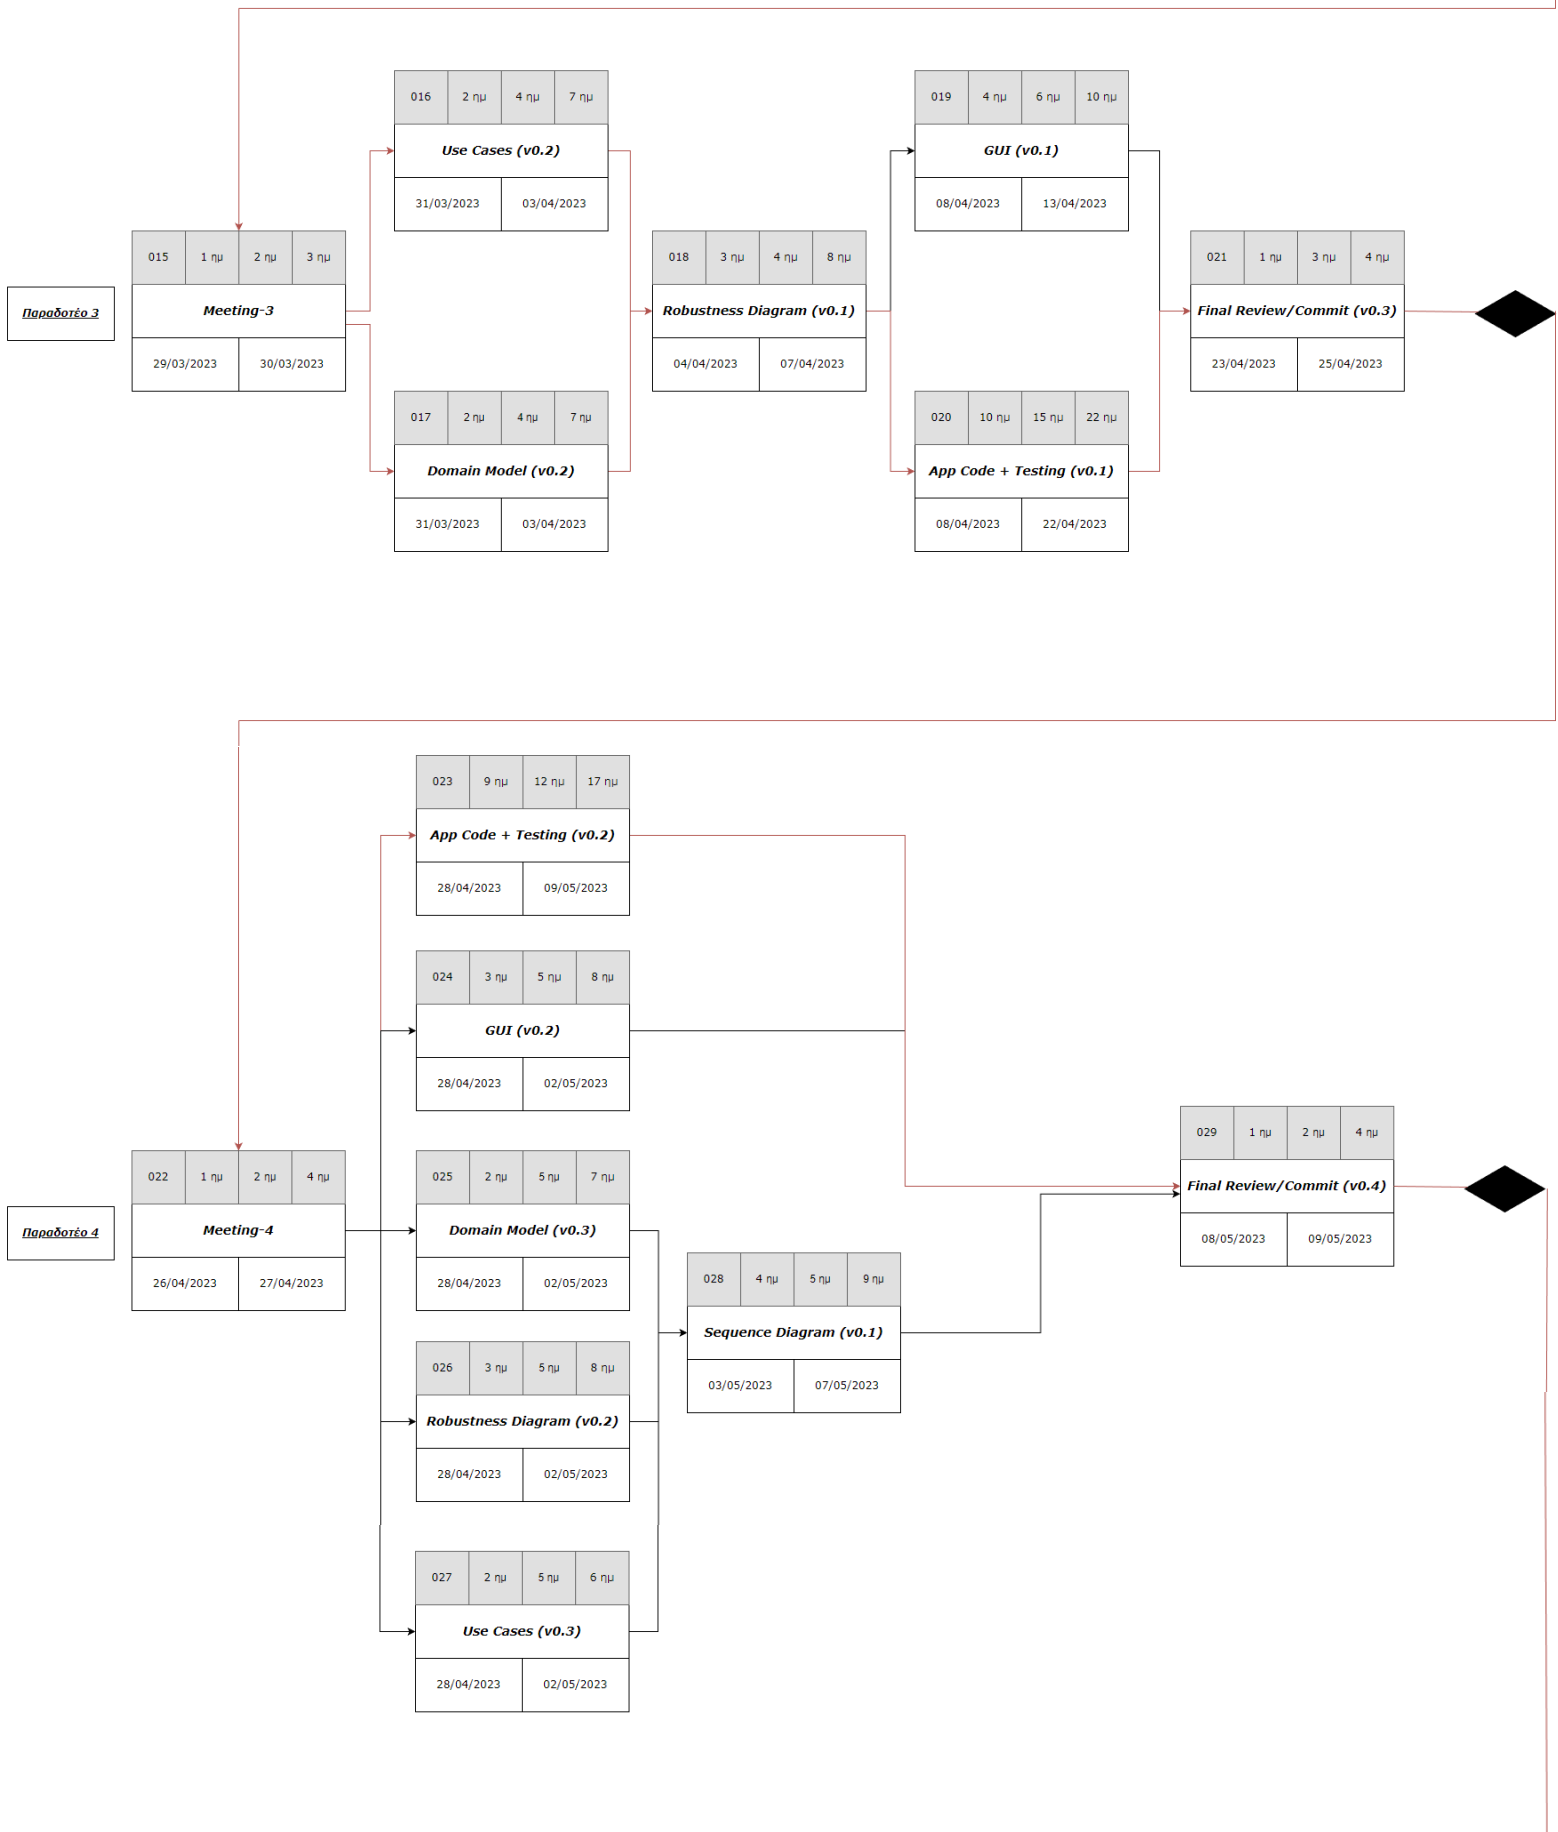 016 2 ημ 4 ημ 7 ημ
Use Cases (v0.2)
31/03/2023 03/04/2023
019 4 ημ 6 ημ 10 ημ
GUI (v0.1)
08/04/2023 13/04/2023
Παραδοτέο 3
015 1 ημ 2 ημ 3 ημ
Meeting-3
29/03/2023 30/03/2023
018 3 ημ 4 ημ 8 ημ
Robustness Diagram (v0.1)
04/04/2023 07/04/2023
021 1 ημ 3 ημ 4 ημ
Final Review/Commit (v0.3)
23/04/2023 25/04/2023
017 2 ημ 4 ημ 7 ημ
Domain Model (v0.2)
31/03/2023 03/04/2023
020 10 ημ 15 ημ 22 ημ
App Code + Testing (v0.1)
08/04/2023 22/04/2023
023 9 ημ 12 ημ 17 ημ
App Code + Testing (v0.2)
28/04/2023 09/05/2023
024 3 ημ 5 ημ 8 ημ
GUI (v0.2)
28/04/2023 02/05/2023
Παραδοτέο 4
022 1 ημ 2 ημ 4 ημ
Meeting-4
26/04/2023 27/04/2023
025 2 ημ 5 ημ 7 ημ
Domain Model (v0.3)
28/04/2023 02/05/2023
029 1 ημ 2 ημ 4 ημ
Final Review/Commit (v0.4)
08/05/2023 09/05/2023
028 4 ημ 5 ημ 9 ημ
Sequence Diagram (v0.1)
03/05/2023 07/05/2023
026 3 ημ 5 ημ 8 ημ
Robustness Diagram (v0.2)
28/04/2023 02/05/2023
027 2 ημ 5 ημ 6 ημ
Use Cases (v0.3)
28/04/2023 02/05/2023